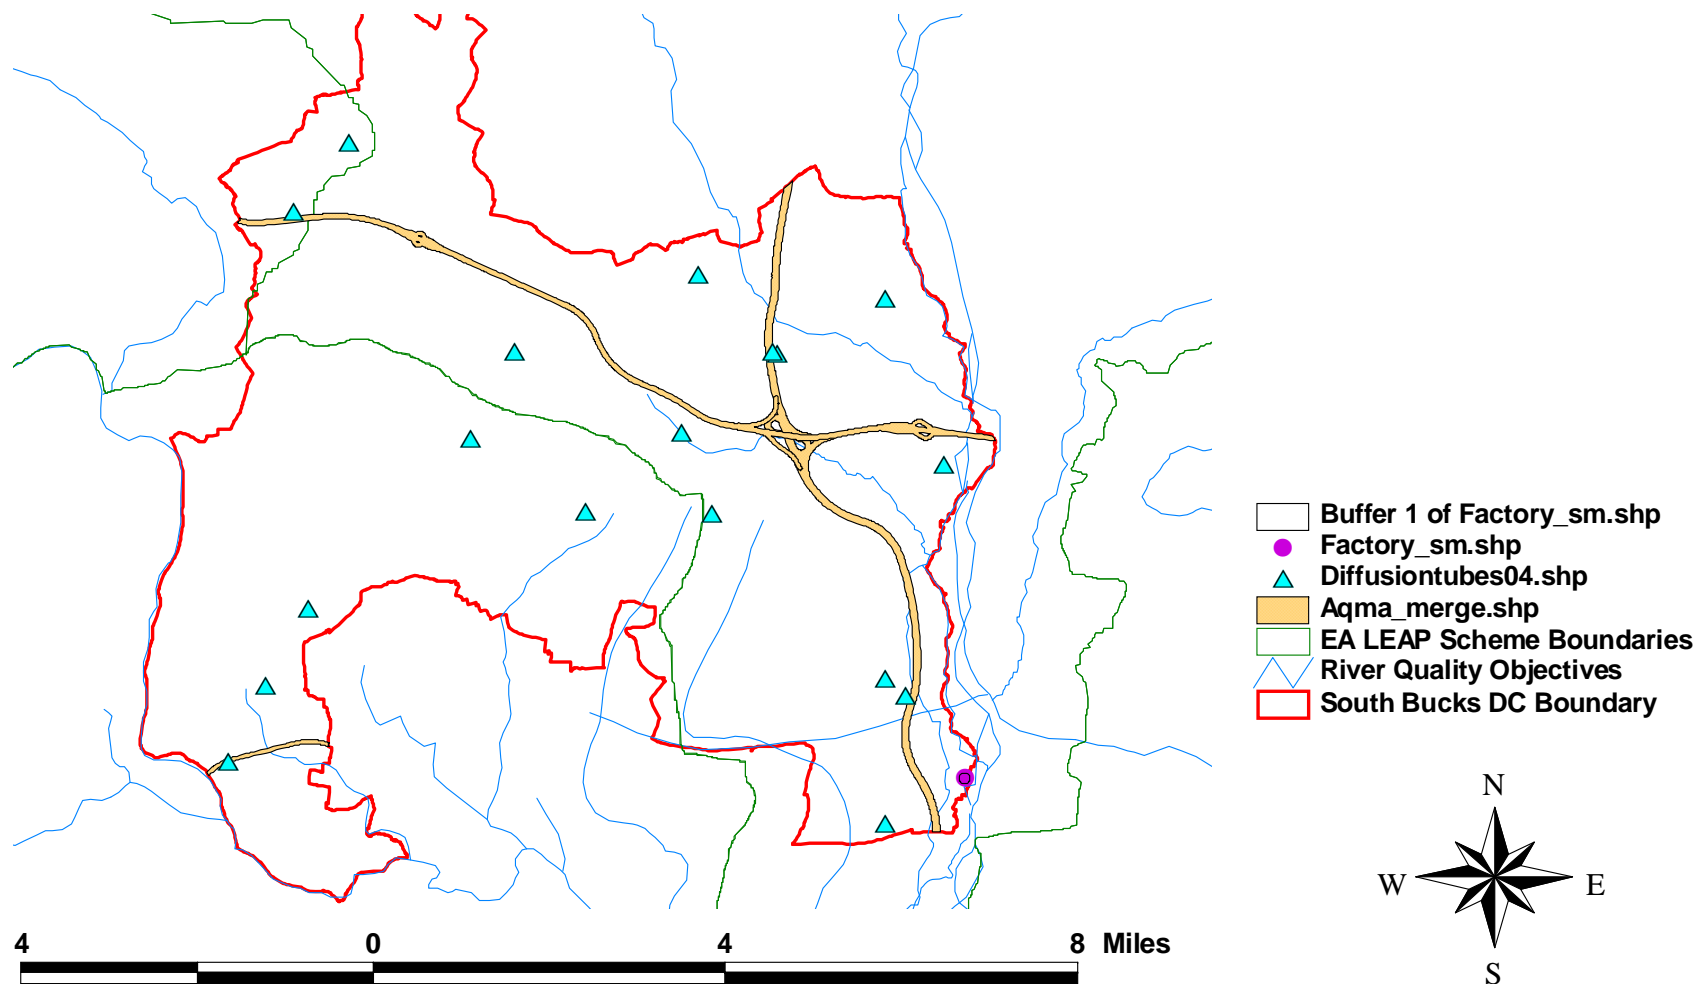 Buffer 1 of Factory_sm.shp
Factory_sm.shp
Diffusiontubes04.shp
Aqma_merge.shp
EA LEAP Scheme Boundaries
River Quality Objectives
South Bucks DC Boundary
N
W E
S
4 0 4 8 Miles